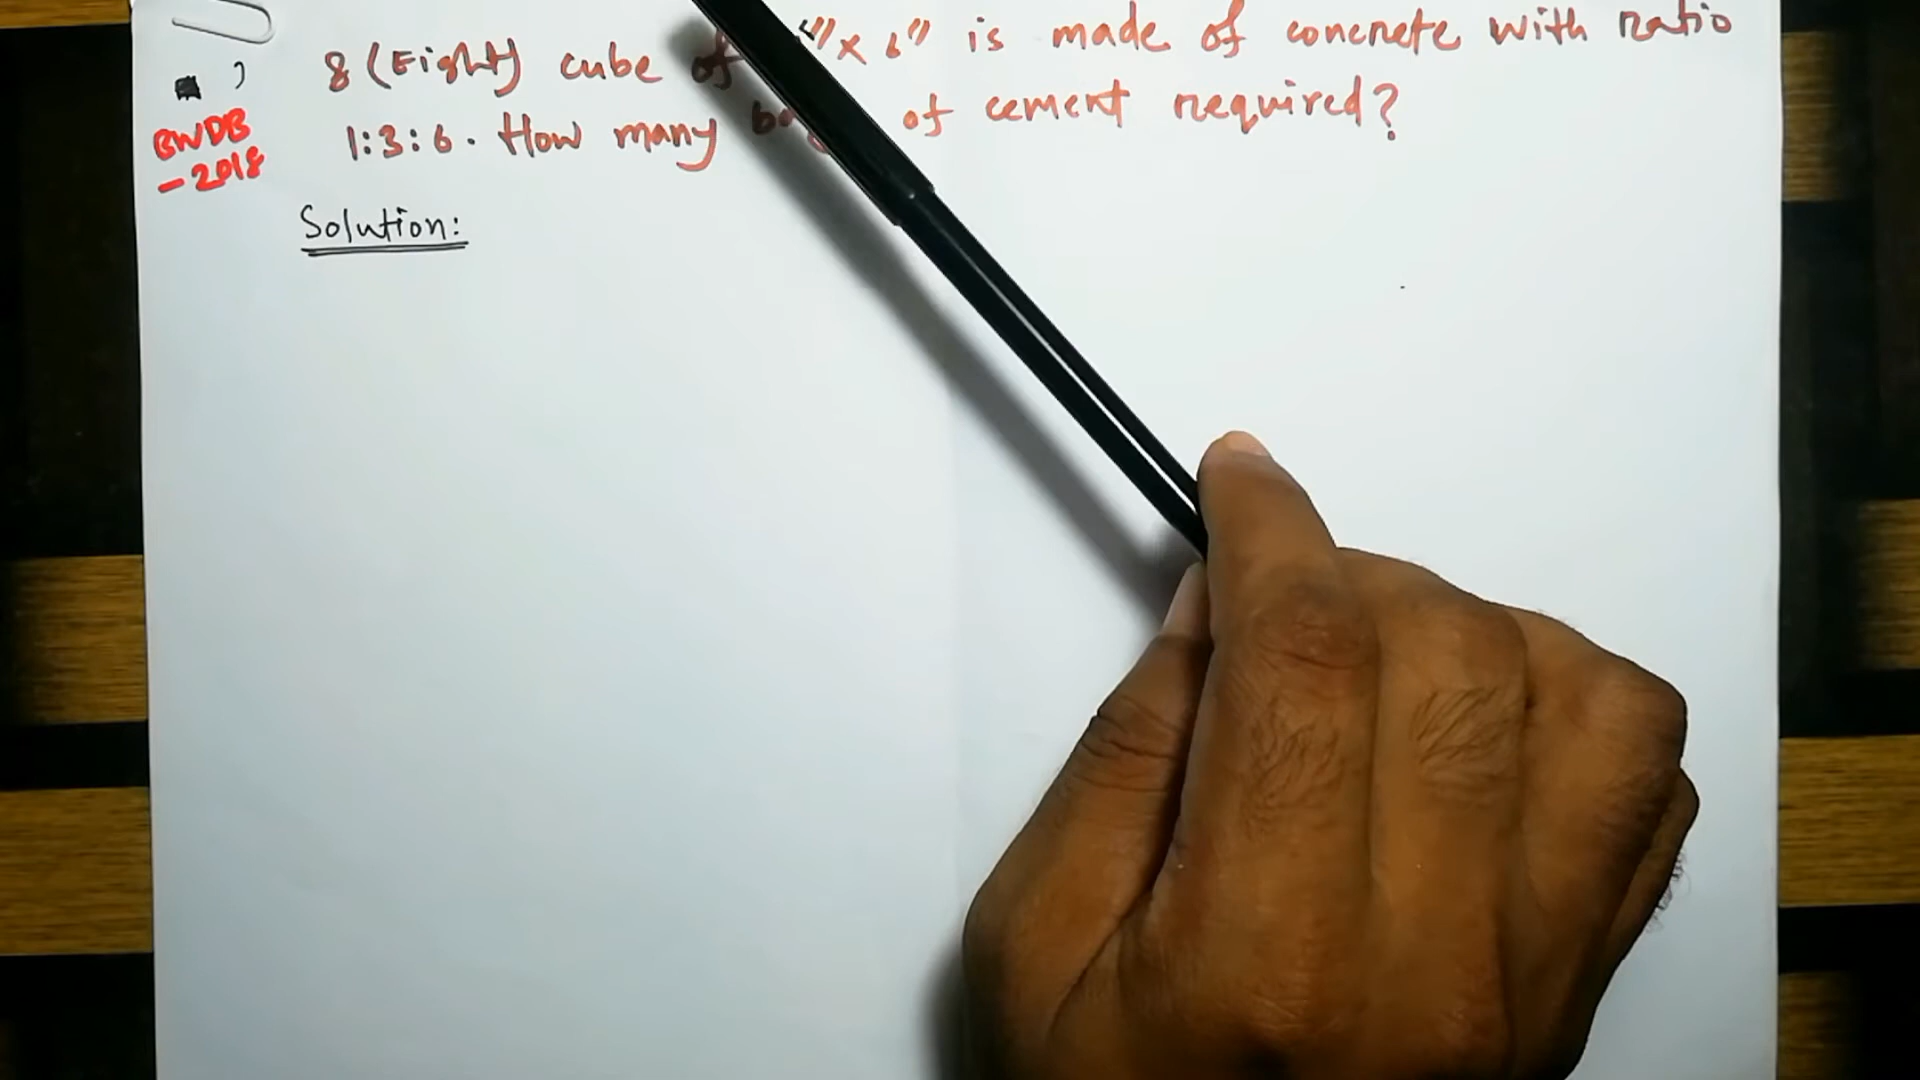 8 (Eight) cube of × 6" is made of concrete with ratio
1:3:6. How many of cement required?
BWDB
-2018
Solution: